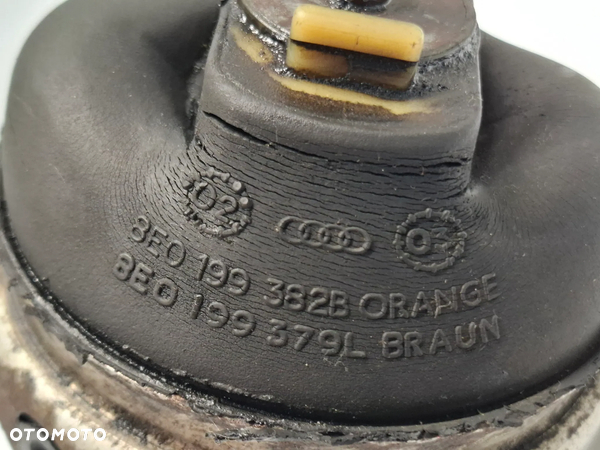 02 03
8E0 199 382B ORANGE
8E0 199 379L BRAUN
OTOMOTO